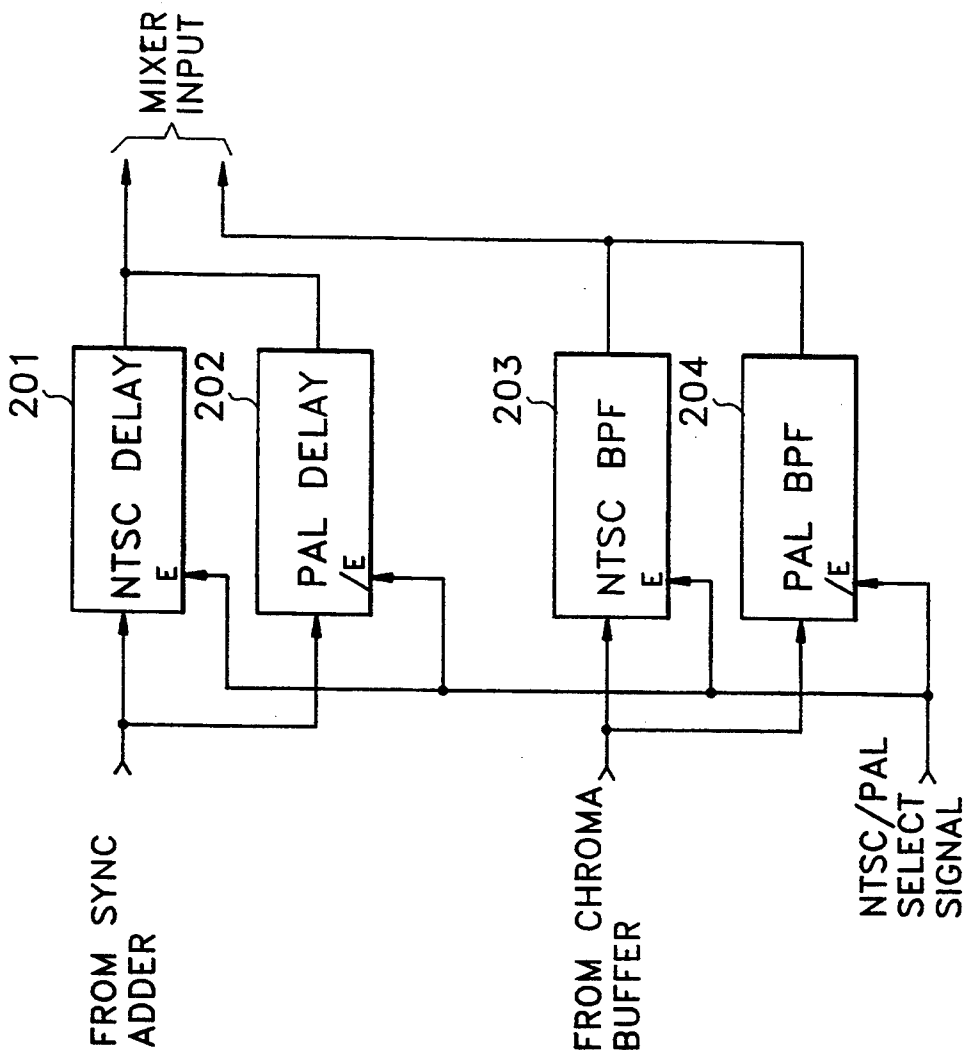 FROM SYNC
ADDER
201
NTSC DELAY
E
202
PAL DELAY
/E
MIXER
INPUT
FROM CHROMA
BUFFER
203
NTSC BPF
E
204
PAL BPF
/E
NTSC/PAL
SELECT
SIGNAL